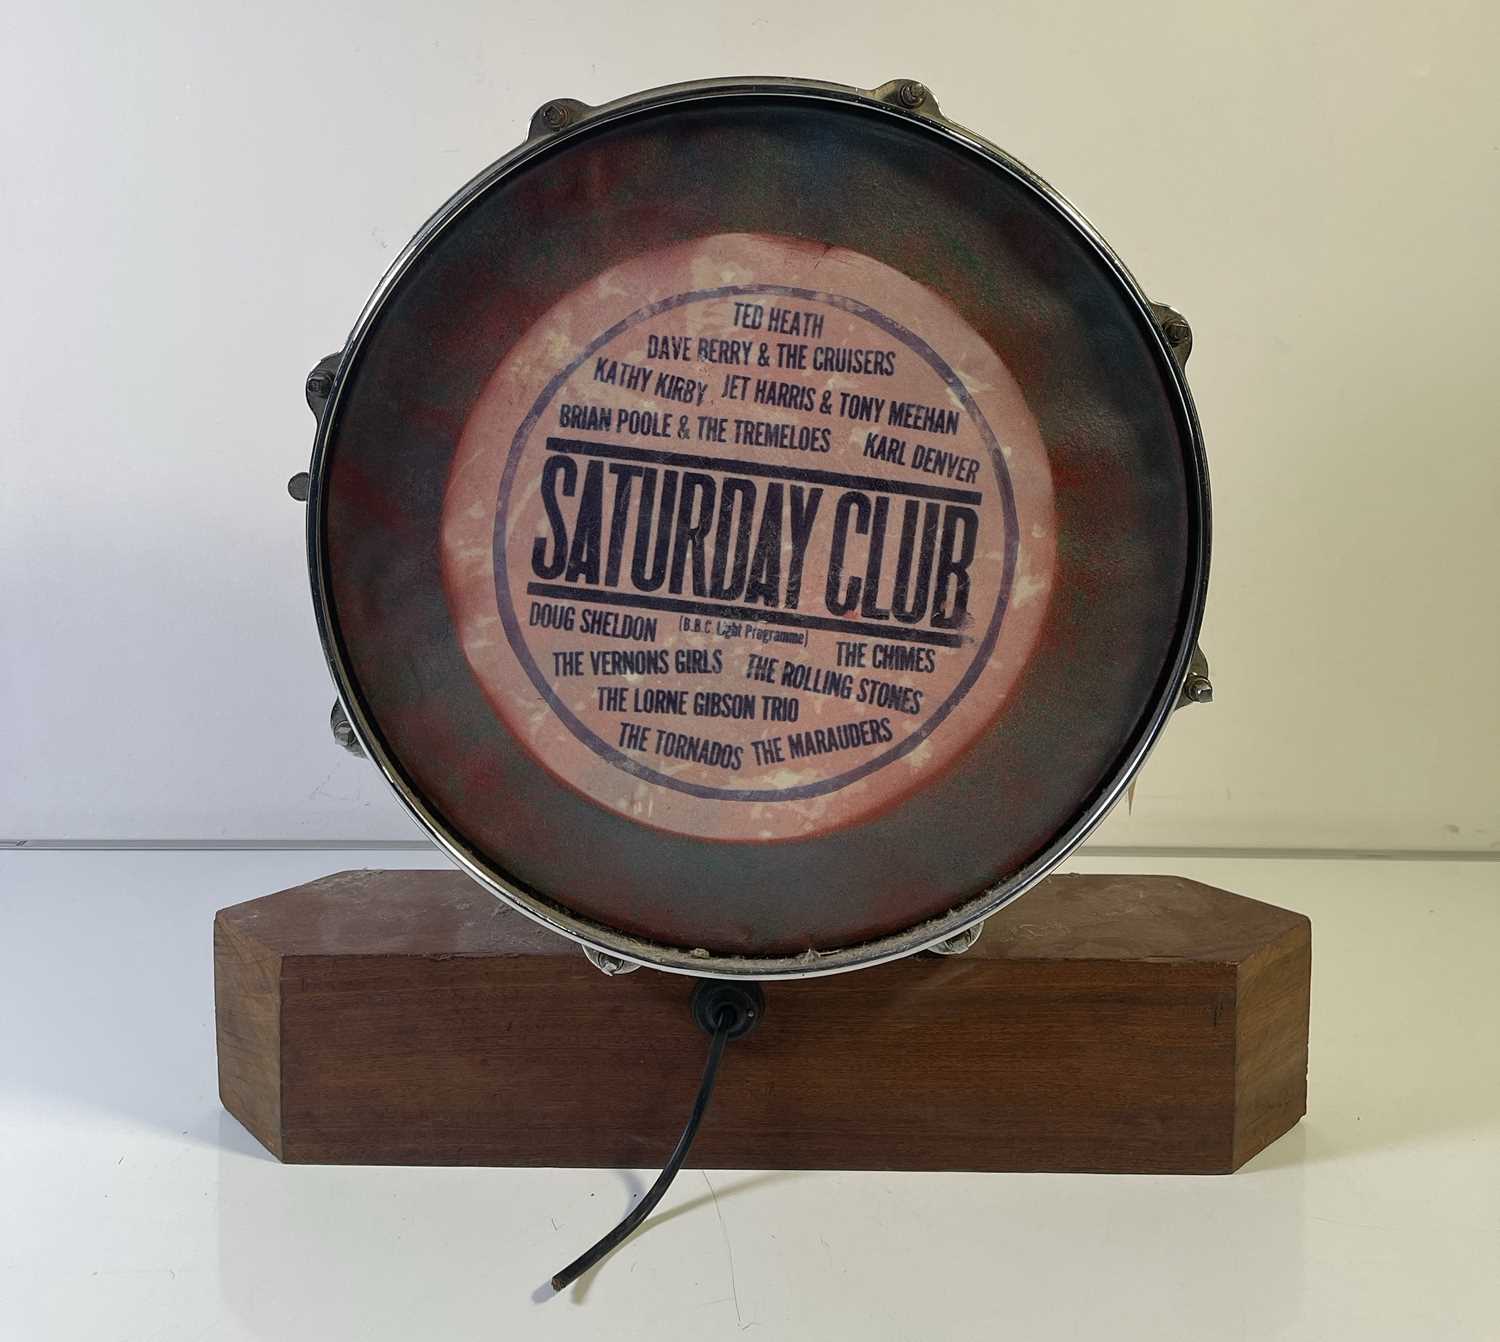 TED HEATH
DAVE BERRY & THE CRUISERS
KATHY KIRBY JET HARRIS & TONY MEEHAN
BRIAN POOLE & THE TREMELOES KARL DENVER
SATURDAY CLUB
(B.B.C. Light Programme)
DOUG SHELDON THE CHIMES
THE VERNONS GIRLS THE ROLLING STONES
THE LORNE GIBSON TRIO
THE TORNADOS THE MARAUDERS